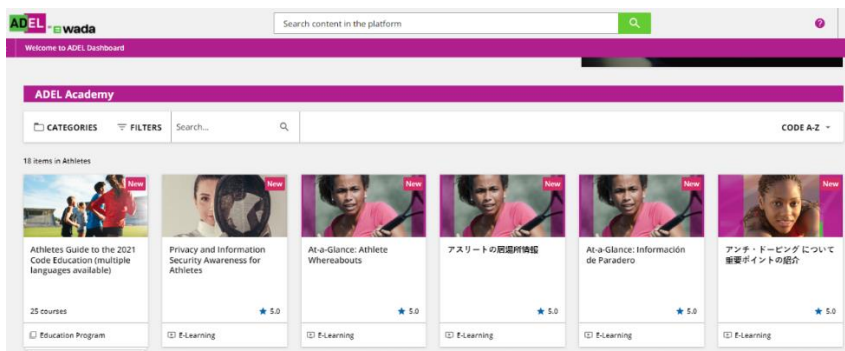 ADEL BY wada
Search content in the platform
Welcome to ADEL Dashboard
ADEL Academy
CATEGORIES FILTERS Search... CODE A-Z
18 items in Athletes
New New New New New New
Athletes Guide to the 2021
Code Education (multiple
languages available)
25 courses
Education Program
Privacy and Information
Security Awareness for
Athletes
5.0
E-Learning
At-a-Glance: Athlete
Whereabouts
5.0
E-Learning
アスリートの居場所情報
5.0
E-Learning
At-a-Glance: Información
de Paradero
5.0
E-Learning
アンチ・ドーピング について
重要ポイントの紹介
5.0
E-Learning